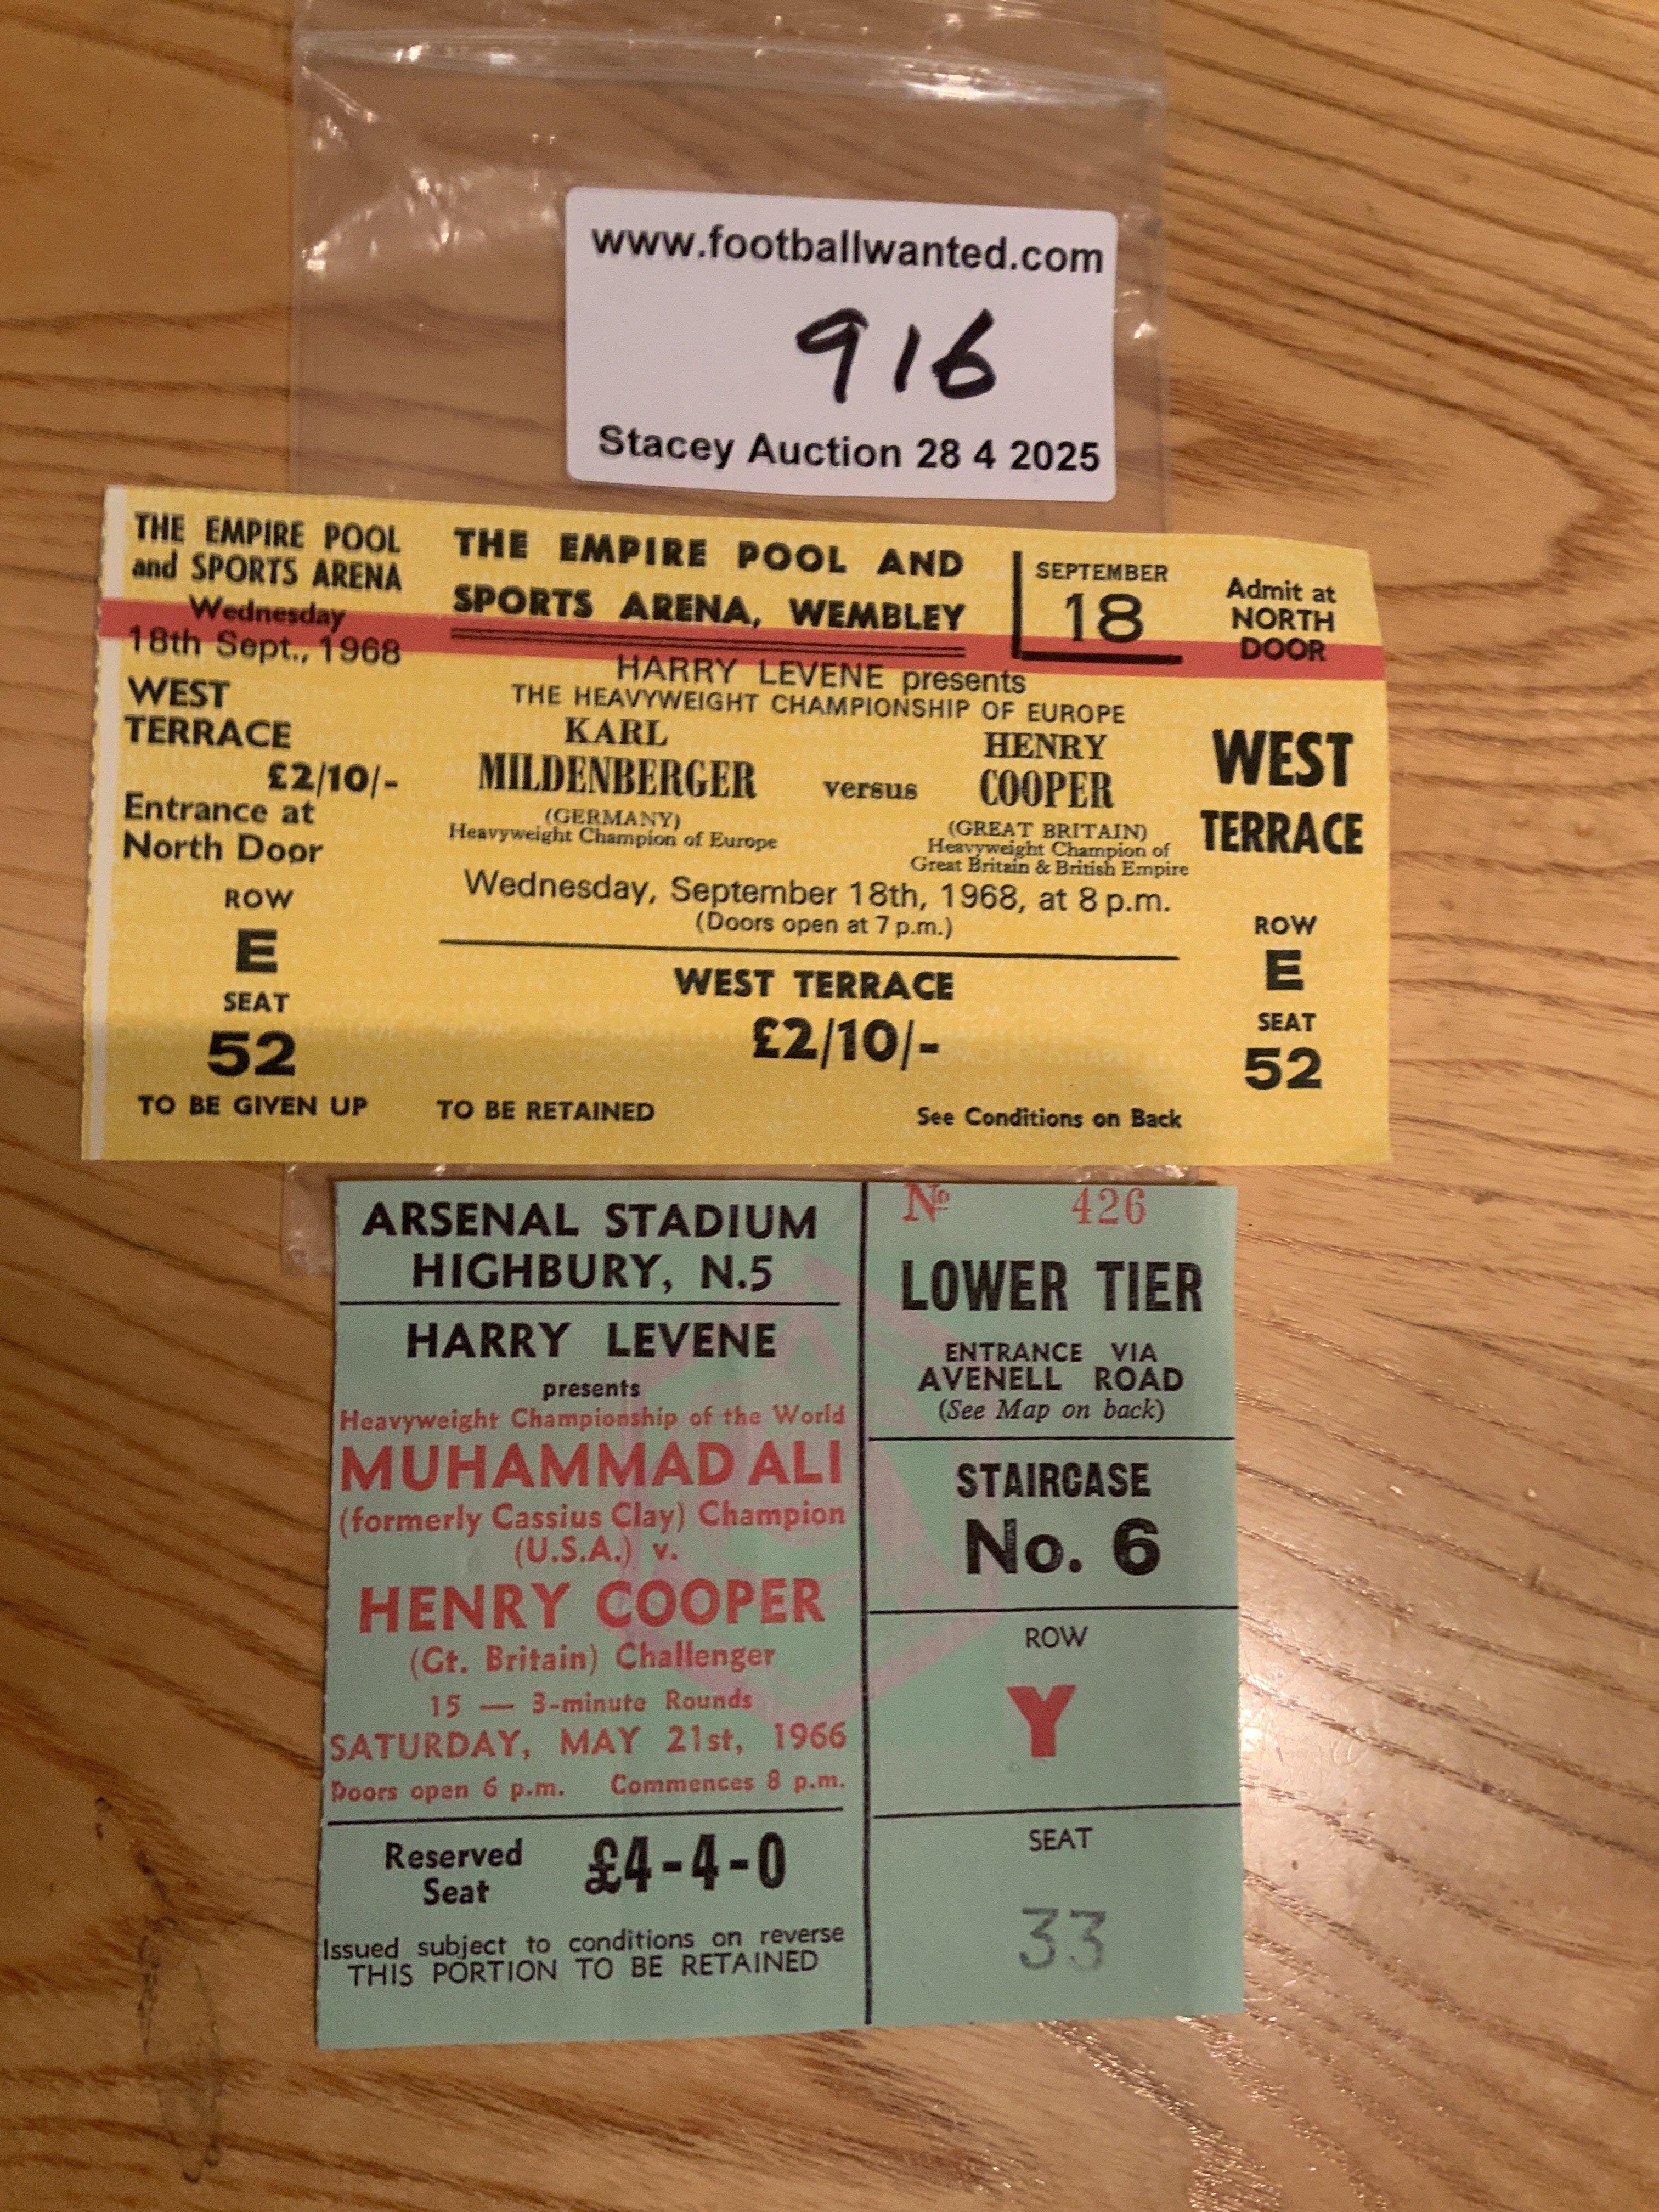 www.footballwanted.com
916
Stacey Auction 28 4 2025
THE EMPIRE POOL
and SPORTS ARENA
Wednesday
18th Sept., 1968
WEST
TERRACE
£2/10/-
Entrance at
North Door
ROW
E
SEAT
52
TO BE GIVEN UP
THE EMPIRE POOL AND
SPORTS ARENA, WEMBLEY
SEPTEMBER
18
HARRY LEVENE presents
THE HEAVYWEIGHT CHAMPIONSHIP OF EUROPE
KARL
MILDENBERGER
(GERMANY)
Heavyweight Champion of Europe
versus
HENRY
COOPER
(GREAT BRITAIN)
Heavyweight Champion of
Great Britain & British Empire
Wednesday, September 18th, 1968, at 8 p.m.
(Doors open at 7 p.m.)
WEST TERRACE
£2/10/-
TO BE RETAINED
See Conditions on Back
Admit at
NORTH
DOOR
WEST
TERRACE
ROW
E
SEAT
52
ARSENAL STADIUM
HIGHBURY, N.5
HARRY LEVENE
presents
Heavyweight Championship of the World
MUHAMMAD ALI
(formerly Cassius Clay) Champion
(U.S.A.) v.
HENRY COOPER
(Gt. Britain) Challenger
15 — 3-minute Rounds
SATURDAY, MAY 21st, 1966
Doors open 6 p.m. Commences 8 p.m.
Reserved
Seat
£4-4-0
Issued subject to conditions on reverse
THIS PORTION TO BE RETAINED
No 426
LOWER TIER
ENTRANCE VIA
AVENELL ROAD
(See Map on back)
STAIRCASE
No. 6
ROW
Y
SEAT
33